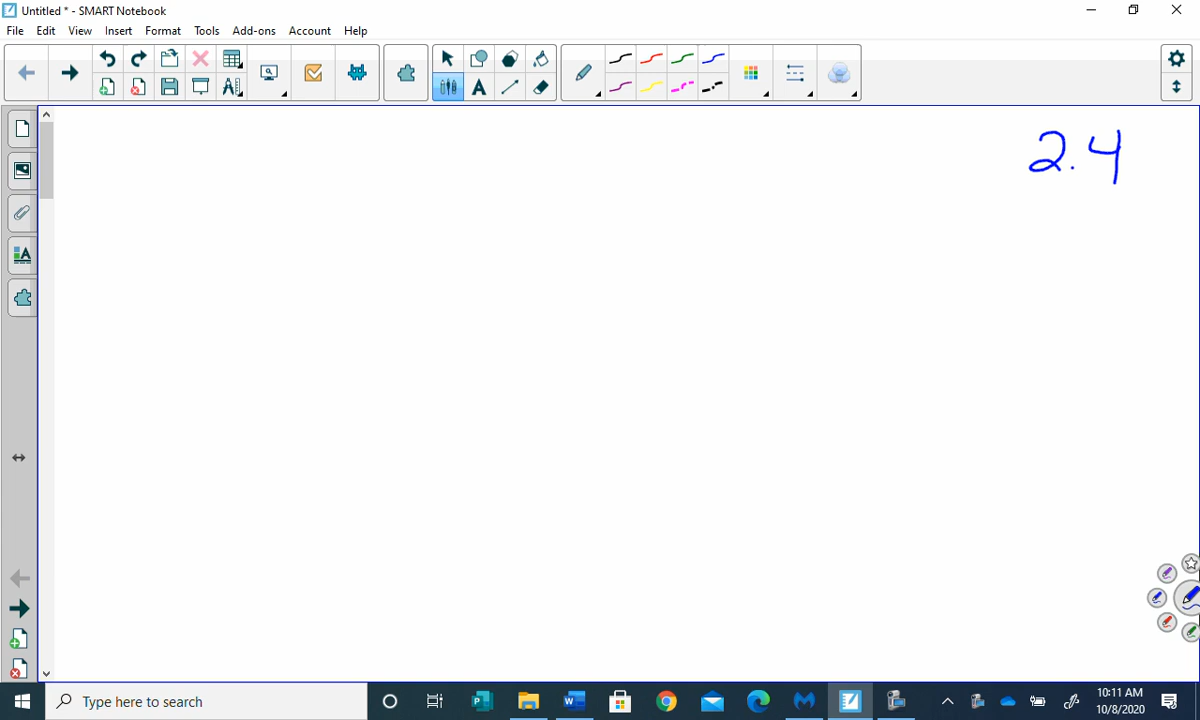 Untitled * - SMART Notebook
File Edit View Insert Format Tools Add-ons Account Help
2.4
Type here to search
10:11 AM
10/8/2020